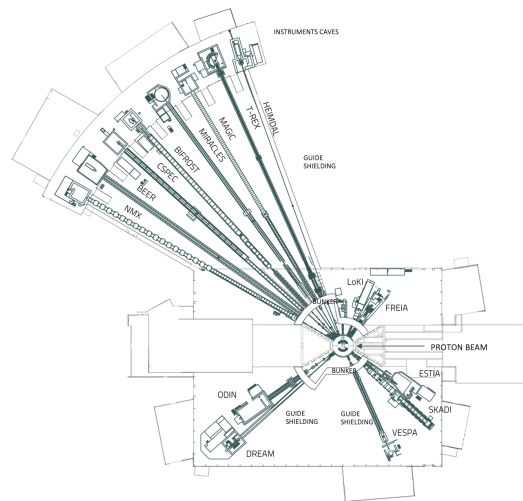 INSTRUMENTS CAVES
HEIMDAL
T-REX
MAGIC
MIRACLES
BIFROST
CSPEC
BEER
NMX
GUIDE
SHIELDING
LoKI
BUNKER
FREIA
PROTON BEAM
BUNKER
ESTIA
SKADI
ODIN
GUIDE
SHIELDING
GUIDE
SHIELDING
VESPA
DREAM